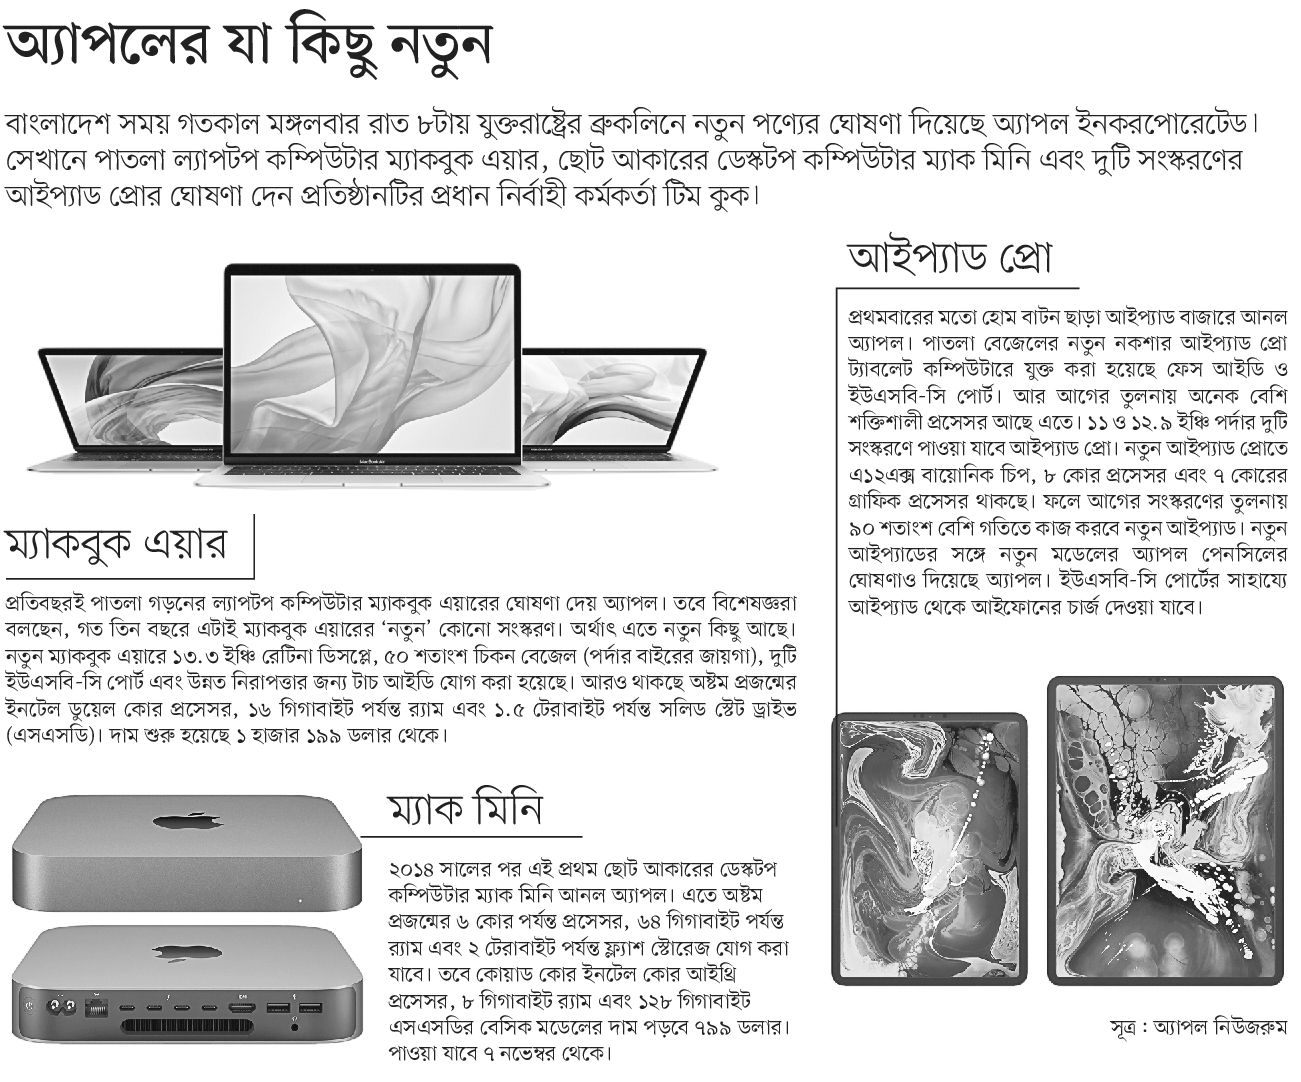 অ্যাপলের যা কিছু নতুন
বাংলাদেশ সময় গতকাল মঙ্গলবার রাত ৮টায় যুক্তরাষ্ট্রের ব্রুকলিনে নতুন পণ্যের ঘোষণা দিয়েছে অ্যাপল ইনকরপোরেটেড।
সেখানে পাতলা ল্যাপটপ কম্পিউটার ম্যাকবুক এয়ার, ছোট আকারের ডেস্কটপ কম্পিউটার ম্যাক মিনি এবং দুটি সংস্করণের
আইপ্যাড প্রোর ঘোষণা দেন প্রতিষ্ঠানটির প্রধান নির্বাহী কর্মকর্তা টিম কুক।
ম্যাকবুক এয়ার
প্রতিবছরই পাতলা গড়নের ল্যাপটপ কম্পিউটার ম্যাকবুক এয়ারের ঘোষণা দেয় অ্যাপল। তবে বিশেষজ্ঞরা
বলছেন, গত তিন বছরে এটাই ম্যাকবুক এয়ারের ‘নতুন’ কোনো সংস্করণ। অর্থাৎ এতে নতুন কিছু আছে।
নতুন ম্যাকবুক এয়ারে ১৩.৩ ইঞ্চি রেটিনা ডিসপ্লে, ৫০ শতাংশ চিকন বেজেল (পর্দার বাইরের জায়গা), দুটি
ইউএসবি-সি পোর্ট এবং উন্নত নিরাপত্তার জন্য টাচ আইডি যোগ করা হয়েছে। আরও থাকছে অষ্টম প্রজন্মের
ইনটেল ডুয়েল কোর প্রসেসর, ১৬ গিগাবাইট পর্যন্ত র‍্যাম এবং ১.৫ টেরাবাইট পর্যন্ত সলিড স্টেট ড্রাইভ
(এসএসডি)। দাম শুরু হয়েছে ১ হাজার ১৯৯ ডলার থেকে।
ম্যাক মিনি
২০১৪ সালের পর এই প্রথম ছোট আকারের ডেস্কটপ
কম্পিউটার ম্যাক মিনি আনল অ্যাপল। এতে অষ্টম
প্রজন্মের ৬ কোর পর্যন্ত প্রসেসর, ৬৪ গিগাবাইট পর্যন্ত
র‍্যাম এবং ২ টেরাবাইট পর্যন্ত ফ্ল্যাশ স্টোরেজ যোগ করা
যাবে। তবে কোয়াড কোর ইনটেল কোর আইথ্রি
প্রসেসর, ৮ গিগাবাইট র‍্যাম এবং ১২৮ গিগাবাইট
এসএসডির বেসিক মডেলের দাম পড়বে ৭৯৯ ডলার।
পাওয়া যাবে ৭ নভেম্বর থেকে।
আইপ্যাড প্রো
প্রথমবারের মতো হোম বাটন ছাড়া আইপ্যাড বাজারে আনল
অ্যাপল। পাতলা বেজেলের নতুন নকশার আইপ্যাড প্রো
ট্যাবলেট কম্পিউটারে যুক্ত করা হয়েছে ফেস আইডি ও
ইউএসবি-সি পোর্ট। আর আগের তুলনায় অনেক বেশি
শক্তিশালী প্রসেসর আছে এতে। ১১ ও ১২.৯ ইঞ্চি পর্দার দুটি
সংস্করণে পাওয়া যাবে আইপ্যাড প্রো। নতুন আইপ্যাড প্রোতে
এ১২এক্স বায়োনিক চিপ, ৮ কোর প্রসেসর এবং ৭ কোরের
গ্রাফিক প্রসেসর থাকছে। ফলে আগের সংস্করণের তুলনায়
৯০ শতাংশ বেশি গতিতে কাজ করবে নতুন আইপ্যাড। নতুন
আইপ্যাডের সঙ্গে নতুন মডেলের অ্যাপল পেনসিলের
ঘোষণাও দিয়েছে অ্যাপল। ইউএসবি-সি পোর্টের সাহায্যে
আইপ্যাড থেকে আইফোনের চার্জ দেওয়া যাবে।
সূত্র : অ্যাপল নিউজরুম